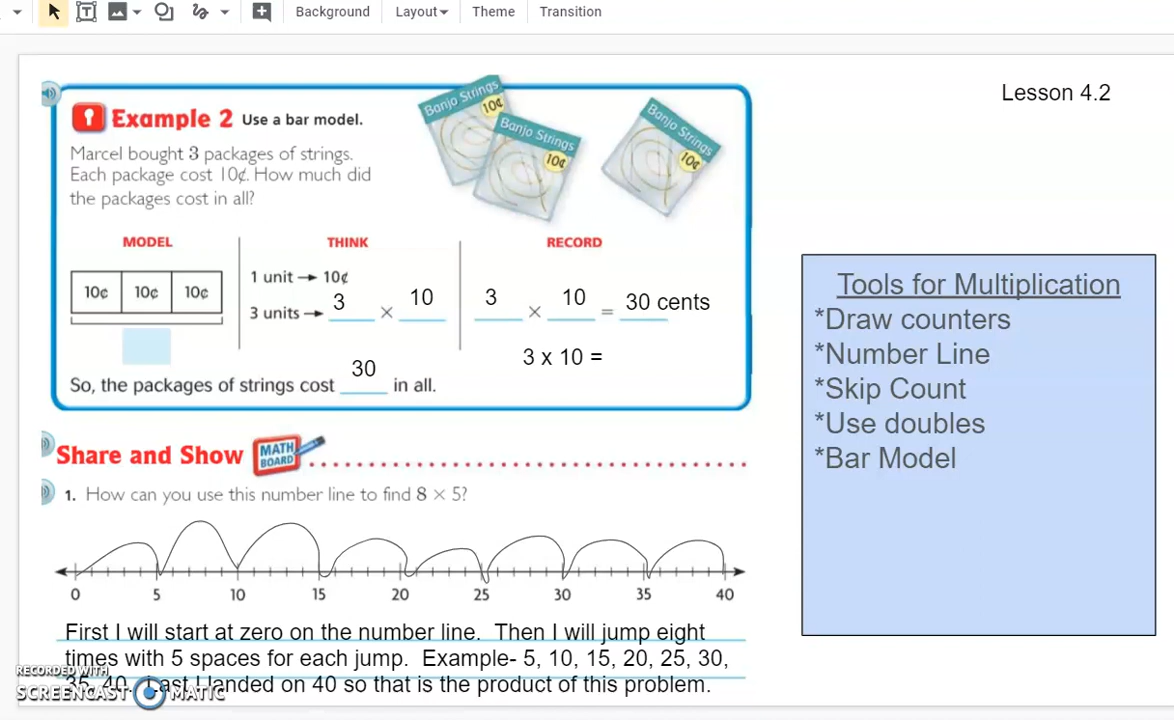 Background Layout Theme Transition
Lesson 4.2
Example 2 Use a bar model.
Marcel bought 3 packages of strings.
Each package cost 10¢. How much did
the packages cost in all?
Banjo Strings
10¢
Banjo Strings
10¢
Banjo Strings
10¢
MODEL
10¢ 10¢ 10¢
THINK
1 unit → 10¢
3 units → 3 × 10
RECORD
3 × 10 = 30 cents
3 x 10 =
So, the packages of strings cost 30 in all.
Share and Show MATH BOARD
1. How can you use this number line to find 8 × 5?
0 5 10 15 20 25 30 35 40
First I will start at zero on the number line. Then I will jump eight
times with 5 spaces for each jump. Example- 5, 10, 15, 20, 25, 30,
35, 40. Last I landed on 40 so that is the product of this problem.
Tools for Multiplication
*Draw counters
*Number Line
*Skip Count
*Use doubles
*Bar Model
RECORDED WITH
SCREENCAST MATIC